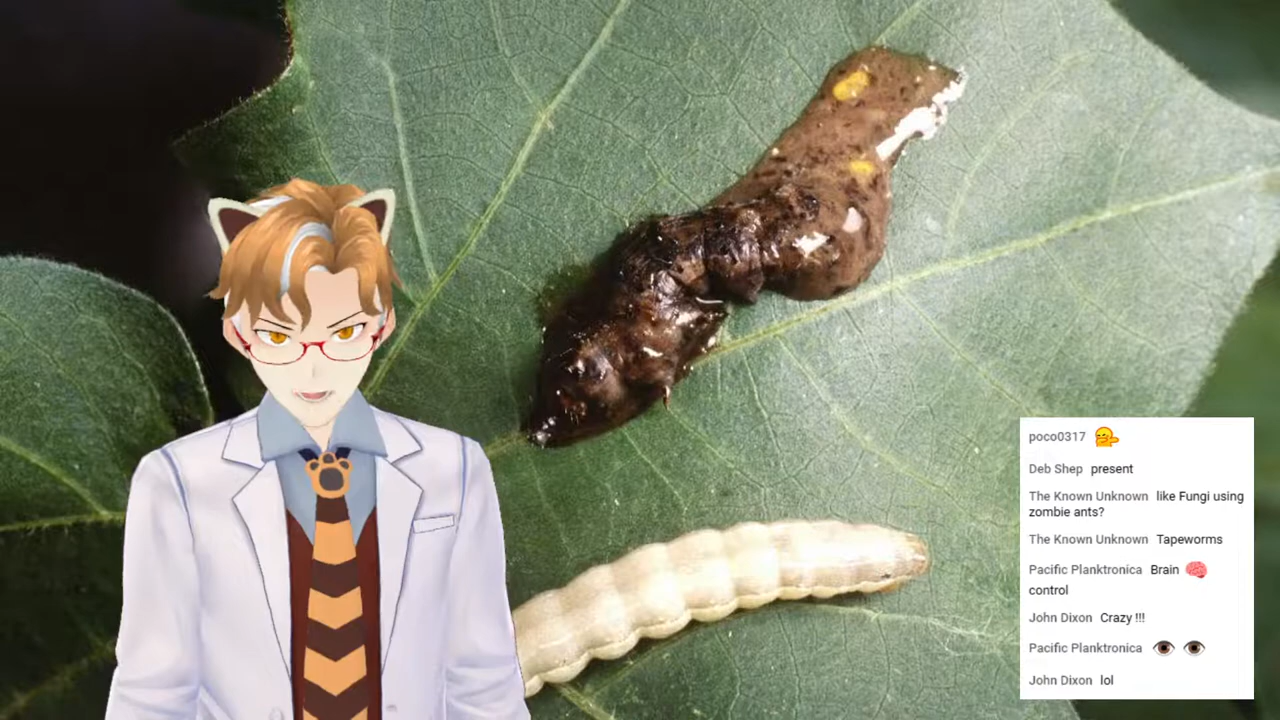 poco0317
Deb Shep present
The Known Unknown like Fungi using
zombie ants?
The Known Unknown Tapeworms
Pacific Planktronica Brain 🧠
control
John Dixon Crazy !!!
Pacific Planktronica 👁 👁
John Dixon lol